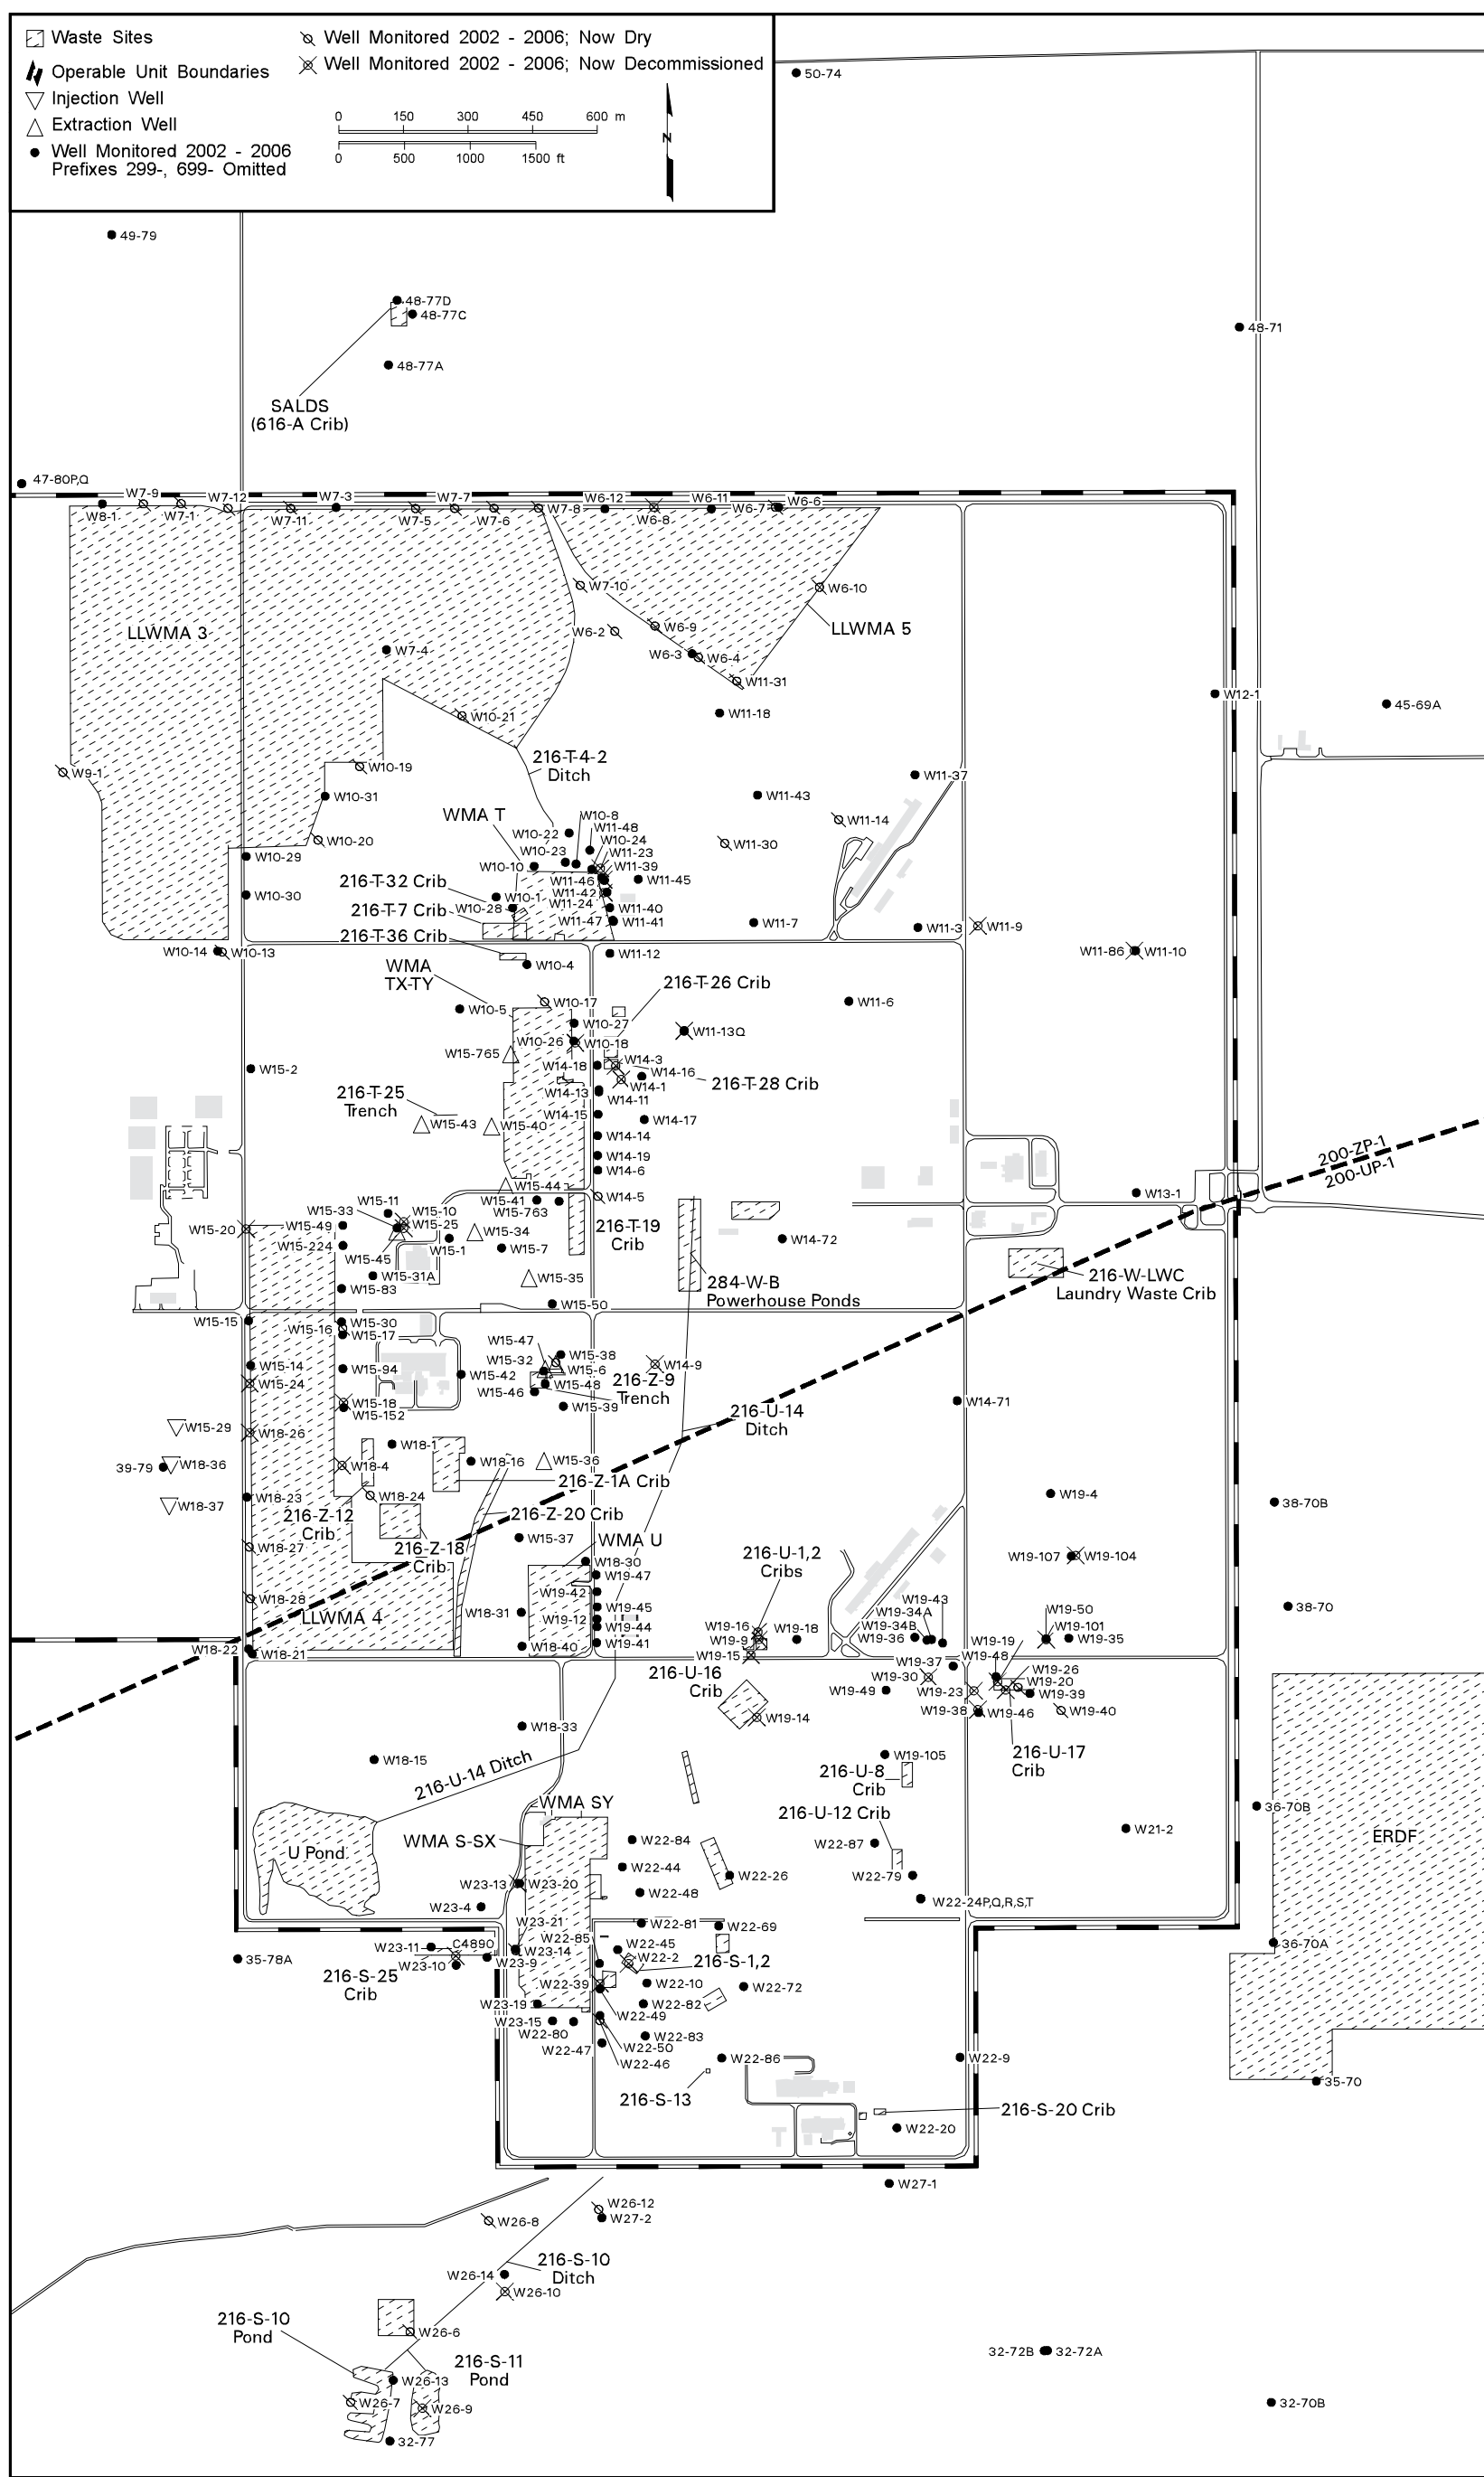 Waste Sites
Operable Unit Boundaries
Injection Well
Extraction Well
Well Monitored 2002 - 2006
Prefixes 299-, 699- Omitted
Well Monitored 2002 - 2006; Now Dry
Well Monitored 2002 - 2006; Now Decommissioned
0 150 300 450 600 m
0 500 1000 1500 ft
N
50-74
49-79
48-77D
48-77C
48-71
48-77A
SALDS
(616-A Crib)
47-80P,Q
W7-9
W7-12
W7-3
W7-7
W6-12
W6-11
W6-6
W8-1
W7-1
W7-11
W7-5
W7-6
W7-8
W6-8
W6-7
W7-10
W6-10
LLWMA 3
W6-2
W6-9
LLWMA 5
W7-4
W6-3
W6-4
W11-31
W12-1
45-69A
W10-21
W11-18
216-T-4-2
Ditch
W9-1
W10-19
W11-37
W10-31
W11-43
WMA T
W10-8
W11-14
W10-22
W11-48
W10-20
W10-24
W11-30
W10-29
W10-23
W11-23
W10-10
W11-39
216-T-32 Crib
W11-46
W11-45
W10-30
W10-1
W11-42
W10-28
W11-24
W11-40
216-T-7 Crib
W11-47
W11-41
W11-7
W11-3
W11-9
216-T-36 Crib
W10-14
W10-13
W11-12
W11-86
W11-10
WMA
TX-TY
W10-4
216-T-26 Crib
W10-5
W10-17
W11-6
W10-27
W11-13Q
W10-26
W10-18
W15-765
W14-3
W15-2
W14-18
W14-16
W14-1
216-T-28 Crib
216-T-25
Trench
W14-13
W14-11
W14-15
W14-17
W15-43
W15-40
W14-14
200-ZP-1
200-UP-1
W14-19
W14-6
W15-44
W13-1
W15-11
W15-41
W14-5
W15-33
W15-10
W15-763
W15-20
W15-49
W15-25
W15-34
216-T-19
Crib
W15-224
W15-45
W15-1
W15-7
W14-72
W15-31A
W15-35
284-W-B
Powerhouse Ponds
216-W-LWC
Laundry Waste Crib
W15-83
W15-50
W15-15
W15-30
W15-16
W15-17
W15-47
W15-38
W15-14
W15-94
W15-32
W15-6
W14-9
W15-24
W15-42
W15-48
216-Z-9
Trench
W15-46
W15-18
W15-152
W15-39
W14-71
216-U-14
Ditch
W15-29
W18-26
W18-1
39-79
W18-36
W18-4
W18-16
W15-36
216-Z-1A Crib
W18-37
W18-23
W18-24
W19-4
38-70B
216-Z-12
Crib
216-Z-20 Crib
W18-27
216-Z-18
Crib
W15-37
WMA U
216-U-1,2
Cribs
W18-30
W19-107
W19-104
W19-47
W18-28
W19-42
W19-43
LLWMA 4
W18-31
W19-45
W19-34A
W19-50
38-70
W19-12
W19-16
W19-18
W19-34B
W19-101
W19-44
W19-9
W19-36
W19-19
W19-35
W18-22
W18-21
W18-40
W19-41
W19-15
W19-37
W19-48
W19-26
216-U-16
Crib
W19-30
W19-20
W19-49
W19-23
W19-39
W19-14
W19-38
W19-46
W19-40
W18-33
W18-15
W19-105
216-U-17
Crib
216-U-14 Ditch
216-U-8
Crib
WMA SY
216-U-12 Crib
36-70B
U Pond
WMA S-SX
W22-84
W22-87
W21-2
ERDF
W22-44
W22-26
W22-79
W23-13
W23-20
W22-48
W23-4
W22-24P,Q,R,S,T
W23-21
W22-81
W22-69
W22-85
36-70A
W23-11
C4890
W23-14
W22-45
35-78A
W23-10
W23-9
W22-2
216-S-1,2
216-S-25
Crib
W22-39
W22-10
W22-72
W23-19
W22-82
W22-49
W23-15
W22-80
W22-83
W22-47
W22-50
W22-46
W22-86
W22-9
35-70
216-S-13
216-S-20 Crib
W22-20
W27-1
W26-12
W27-2
W26-8
216-S-10
Ditch
W26-14
W26-10
216-S-10
Pond
W26-6
32-72B
32-72A
216-S-11
Pond
W26-13
W26-7
W26-9
32-70B
32-77